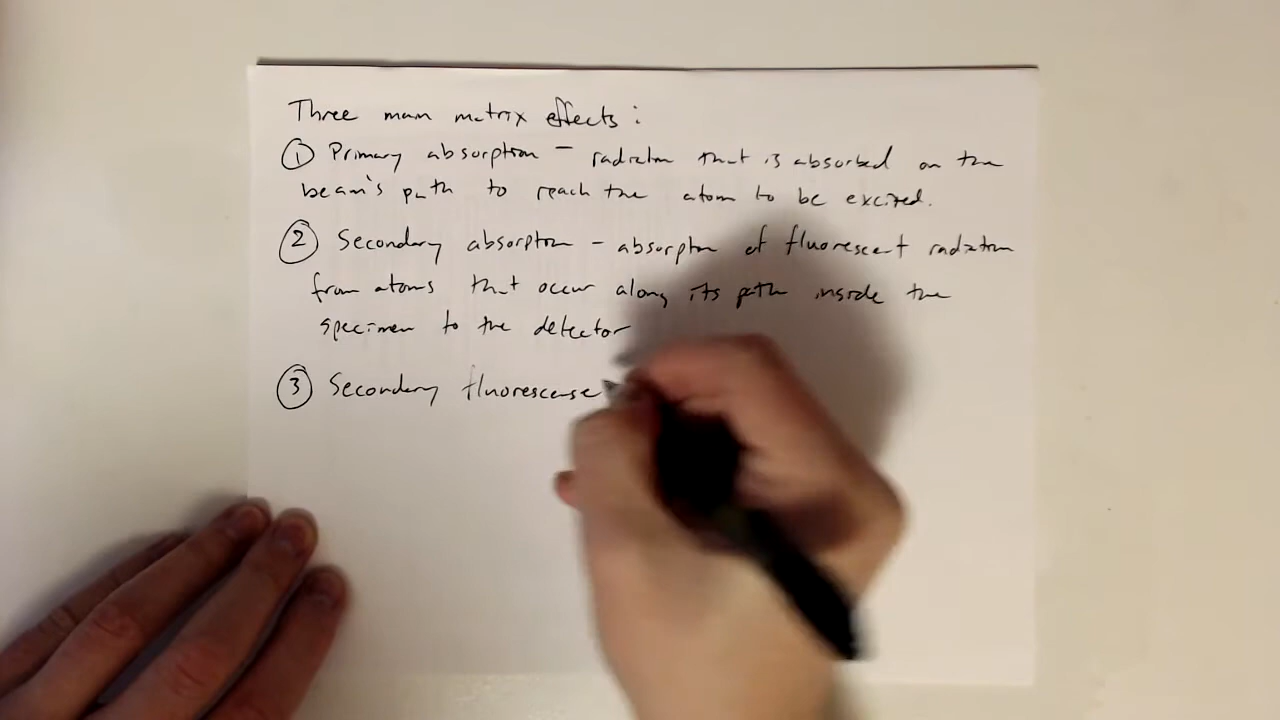 Three main matrix effects:
① Primary absorption – radiation that is absorbed on the
beam's path to reach the atom to be excited.
② Secondary absorption – absorption of fluorescent radiation
from atoms that occur along its path inside the
specimen to the detector
③ Secondary fluorescense